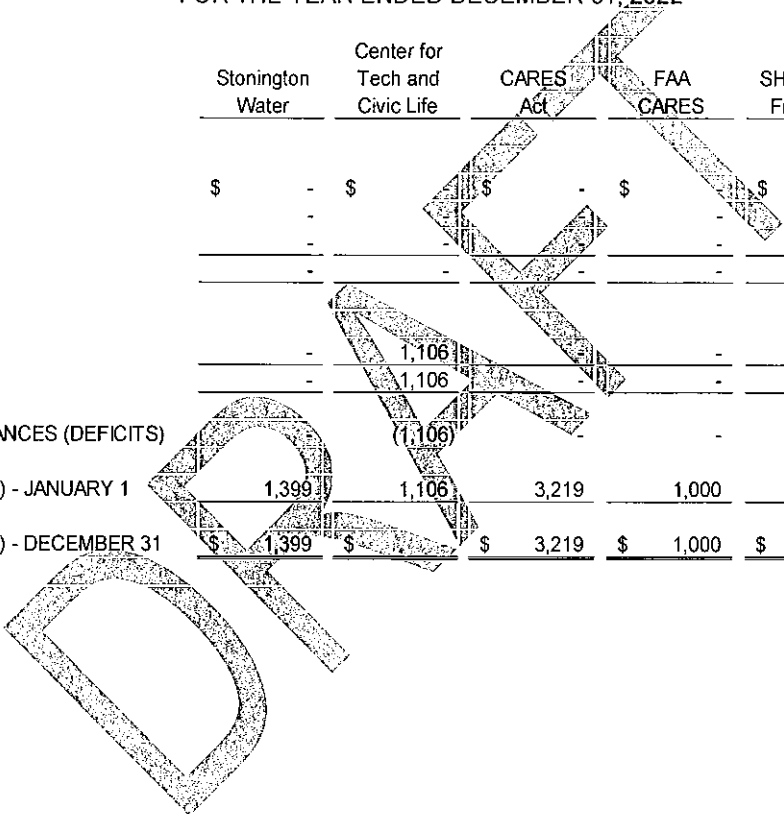 FOR THE YEAR ENDED DECEMBER 31, 2022
Center for
Stonington Tech and CARES FAA SH
Water Civic Life Act CARES F
$ - $ $ - $ - $
- -
- - -
- - - -
- 1,106 - -
- 1,106 - -
ANCES (DEFICITS) (1,106) - -
) - JANUARY 1 1,399 1,106 3,219 1,000
) - DECEMBER 31 $ 1,399 $ - $ 3,219 $ 1,000 $
DRAFT